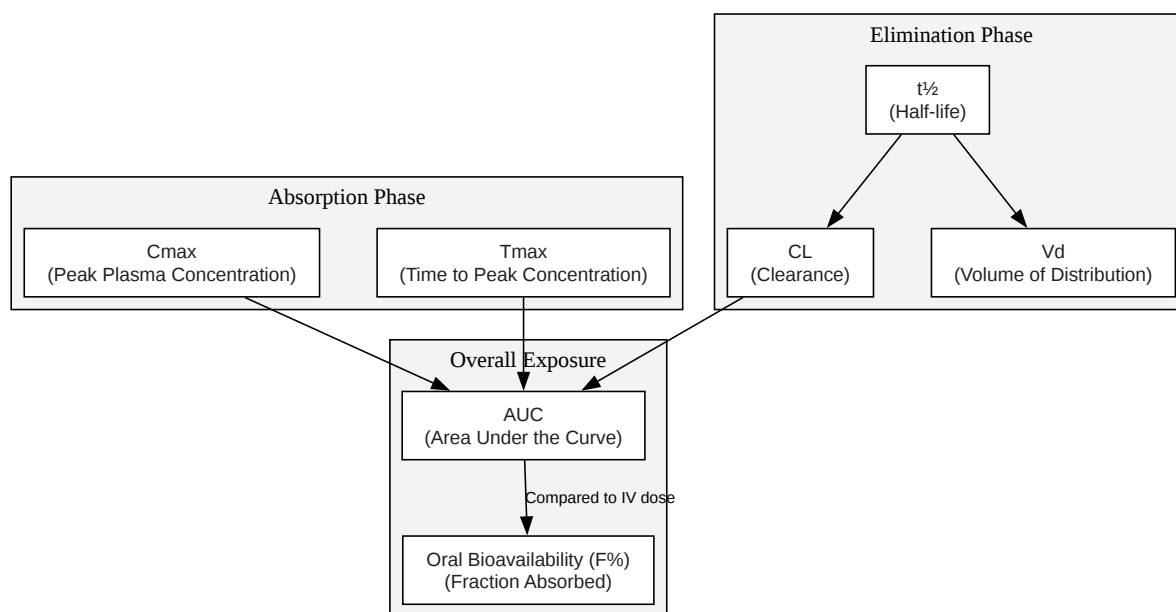 Elimination Phase
t½
(Half-life)
Absorption Phase
Cmax
(Peak Plasma Concentration)
Tmax
(Time to Peak Concentration)
CL
(Clearance)
Vd
(Volume of Distribution)
Overall Exposure
AUC
(Area Under the Curve)
Compared to IV dose
Oral Bioavailability (F%)
(Fraction Absorbed)